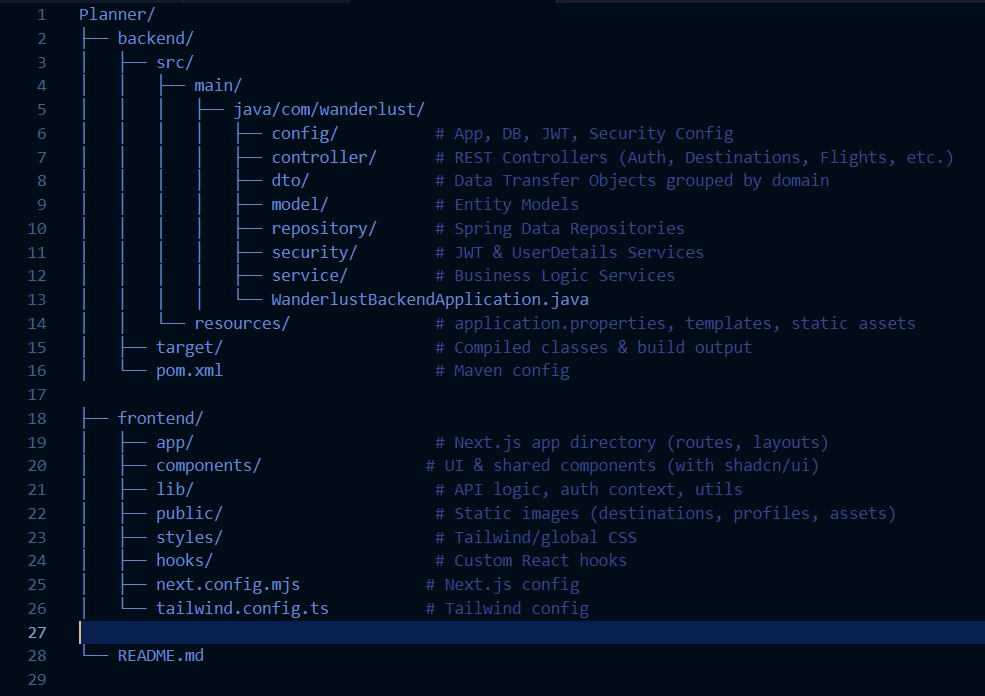 1 Planner/
2 ├── backend/
3 │   ├── src/
4 │   │   ├── main/
5 │   │   │   ├── java/com/wanderlust/
6 │   │   │   │   ├── config/          # App, DB, JWT, Security Config
7 │   │   │   │   ├── controller/      # REST Controllers (Auth, Destinations, Flights, etc.)
8 │   │   │   │   ├── dto/             # Data Transfer Objects grouped by domain
9 │   │   │   │   ├── model/           # Entity Models
10 │   │   │   │   ├── repository/      # Spring Data Repositories
11 │   │   │   │   ├── security/        # JWT & UserDetails Services
12 │   │   │   │   ├── service/         # Business Logic Services
13 │   │   │   │   └── WanderlustBackendApplication.java
14 │   │   └── resources/               # application.properties, templates, static assets
15 │   ├── target/                      # Compiled classes & build output
16 │   └── pom.xml                      # Maven config
17
18 ├── frontend/
19 │   ├── app/                         # Next.js app directory (routes, layouts)
20 │   ├── components/                 # UI & shared components (with shadcn/ui)
21 │   ├── lib/                         # API logic, auth context, utils
22 │   ├── public/                      # Static images (destinations, profiles, assets)
23 │   ├── styles/                      # Tailwind/global CSS
24 │   ├── hooks/                       # Custom React hooks
25 │   ├── next.config.mjs             # Next.js config
26 │   └── tailwind.config.ts          # Tailwind config
27
28 └── README.md
29